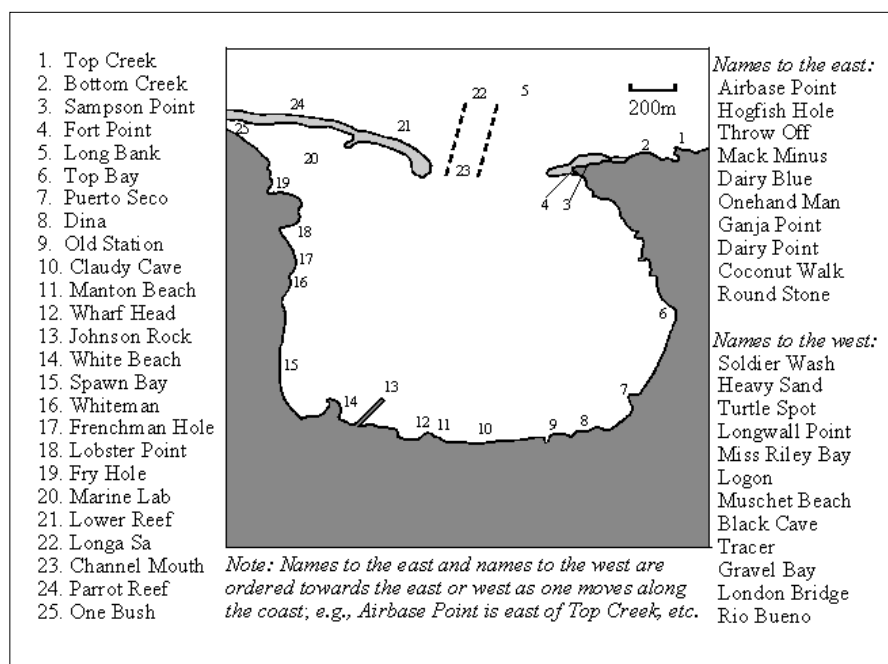 1. Top Creek
2. Bottom Creek
3. Sampson Point
4. Fort Point
5. Long Bank
6. Top Bay
7. Puerto Seco
8. Dina
9. Old Station
10. Claudy Cave
11. Manton Beach
12. Wharf Head
13. Johnson Rock
14. White Beach
15. Spawn Bay
16. Whiteman
17. Frenchman Hole
18. Lobster Point
19. Fry Hole
20. Marine Lab
21. Lower Reef
22. Longa Sa
23. Channel Mouth
24. Parrot Reef
25. One Bush
24
25
21
22
5
200m
20
23
2
1
4
3
19
18
17
16
6
15
14
13
7
12
11
10
9
8
Note: Names to the east and names to the west are
ordered towards the east or west as one moves along
the coast; e.g., Airbase Point is east of Top Creek, etc.
Names to the east:
Airbase Point
Hogfish Hole
Throw Off
Mack Minus
Dairy Blue
Onehand Man
Ganja Point
Dairy Point
Coconut Walk
Round Stone
Names to the west:
Soldier Wash
Heavy Sand
Turtle Spot
Longwall Point
Miss Riley Bay
Logon
Muschet Beach
Black Cave
Tracer
Gravel Bay
London Bridge
Rio Bueno